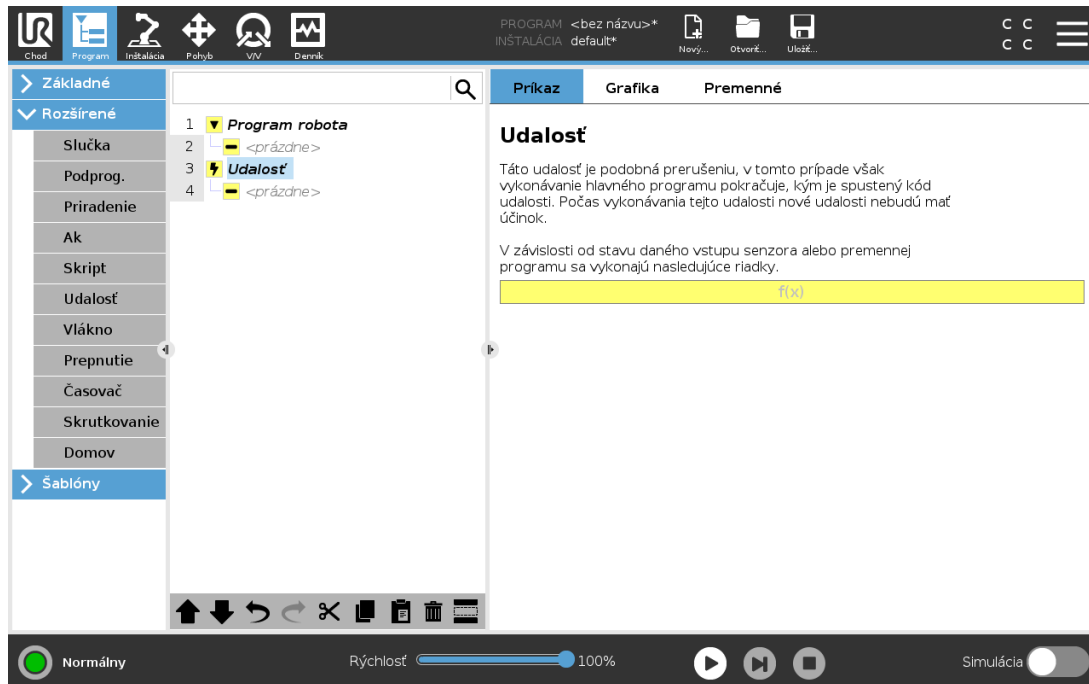 Chod
Program
Inštalácia
Pohyb
V/V
Denník
PROGRAM <bez názvu>*
INŠTALÁCIA default*
Nový...
Otvoriť...
Uložiť...
C C
C C
Základné
Rozšírené
Slučka
Podprog.
Priradenie
Ak
Skript
Udalosť
Vlákno
Prepnutie
Časovač
Skrutkovanie
Domov
Šablóny
1 Program robota
2 <prázdne>
3 Udalosť
4 <prázdne>
Príkaz Grafika Premenné
Udalosť
Táto udalosť je podobná prerušeniu, v tomto prípade však
vykonávanie hlavného programu pokračuje, kým je spustený kód
udalosti. Počas vykonávania tejto udalosti nové udalosti nebudú mať
účinok.
V závislosti od stavu daného vstupu senzora alebo premennej
programu sa vykonajú nasledujúce riadky.
f(x)
Normálny
Rýchlosť 100%
Simulácia